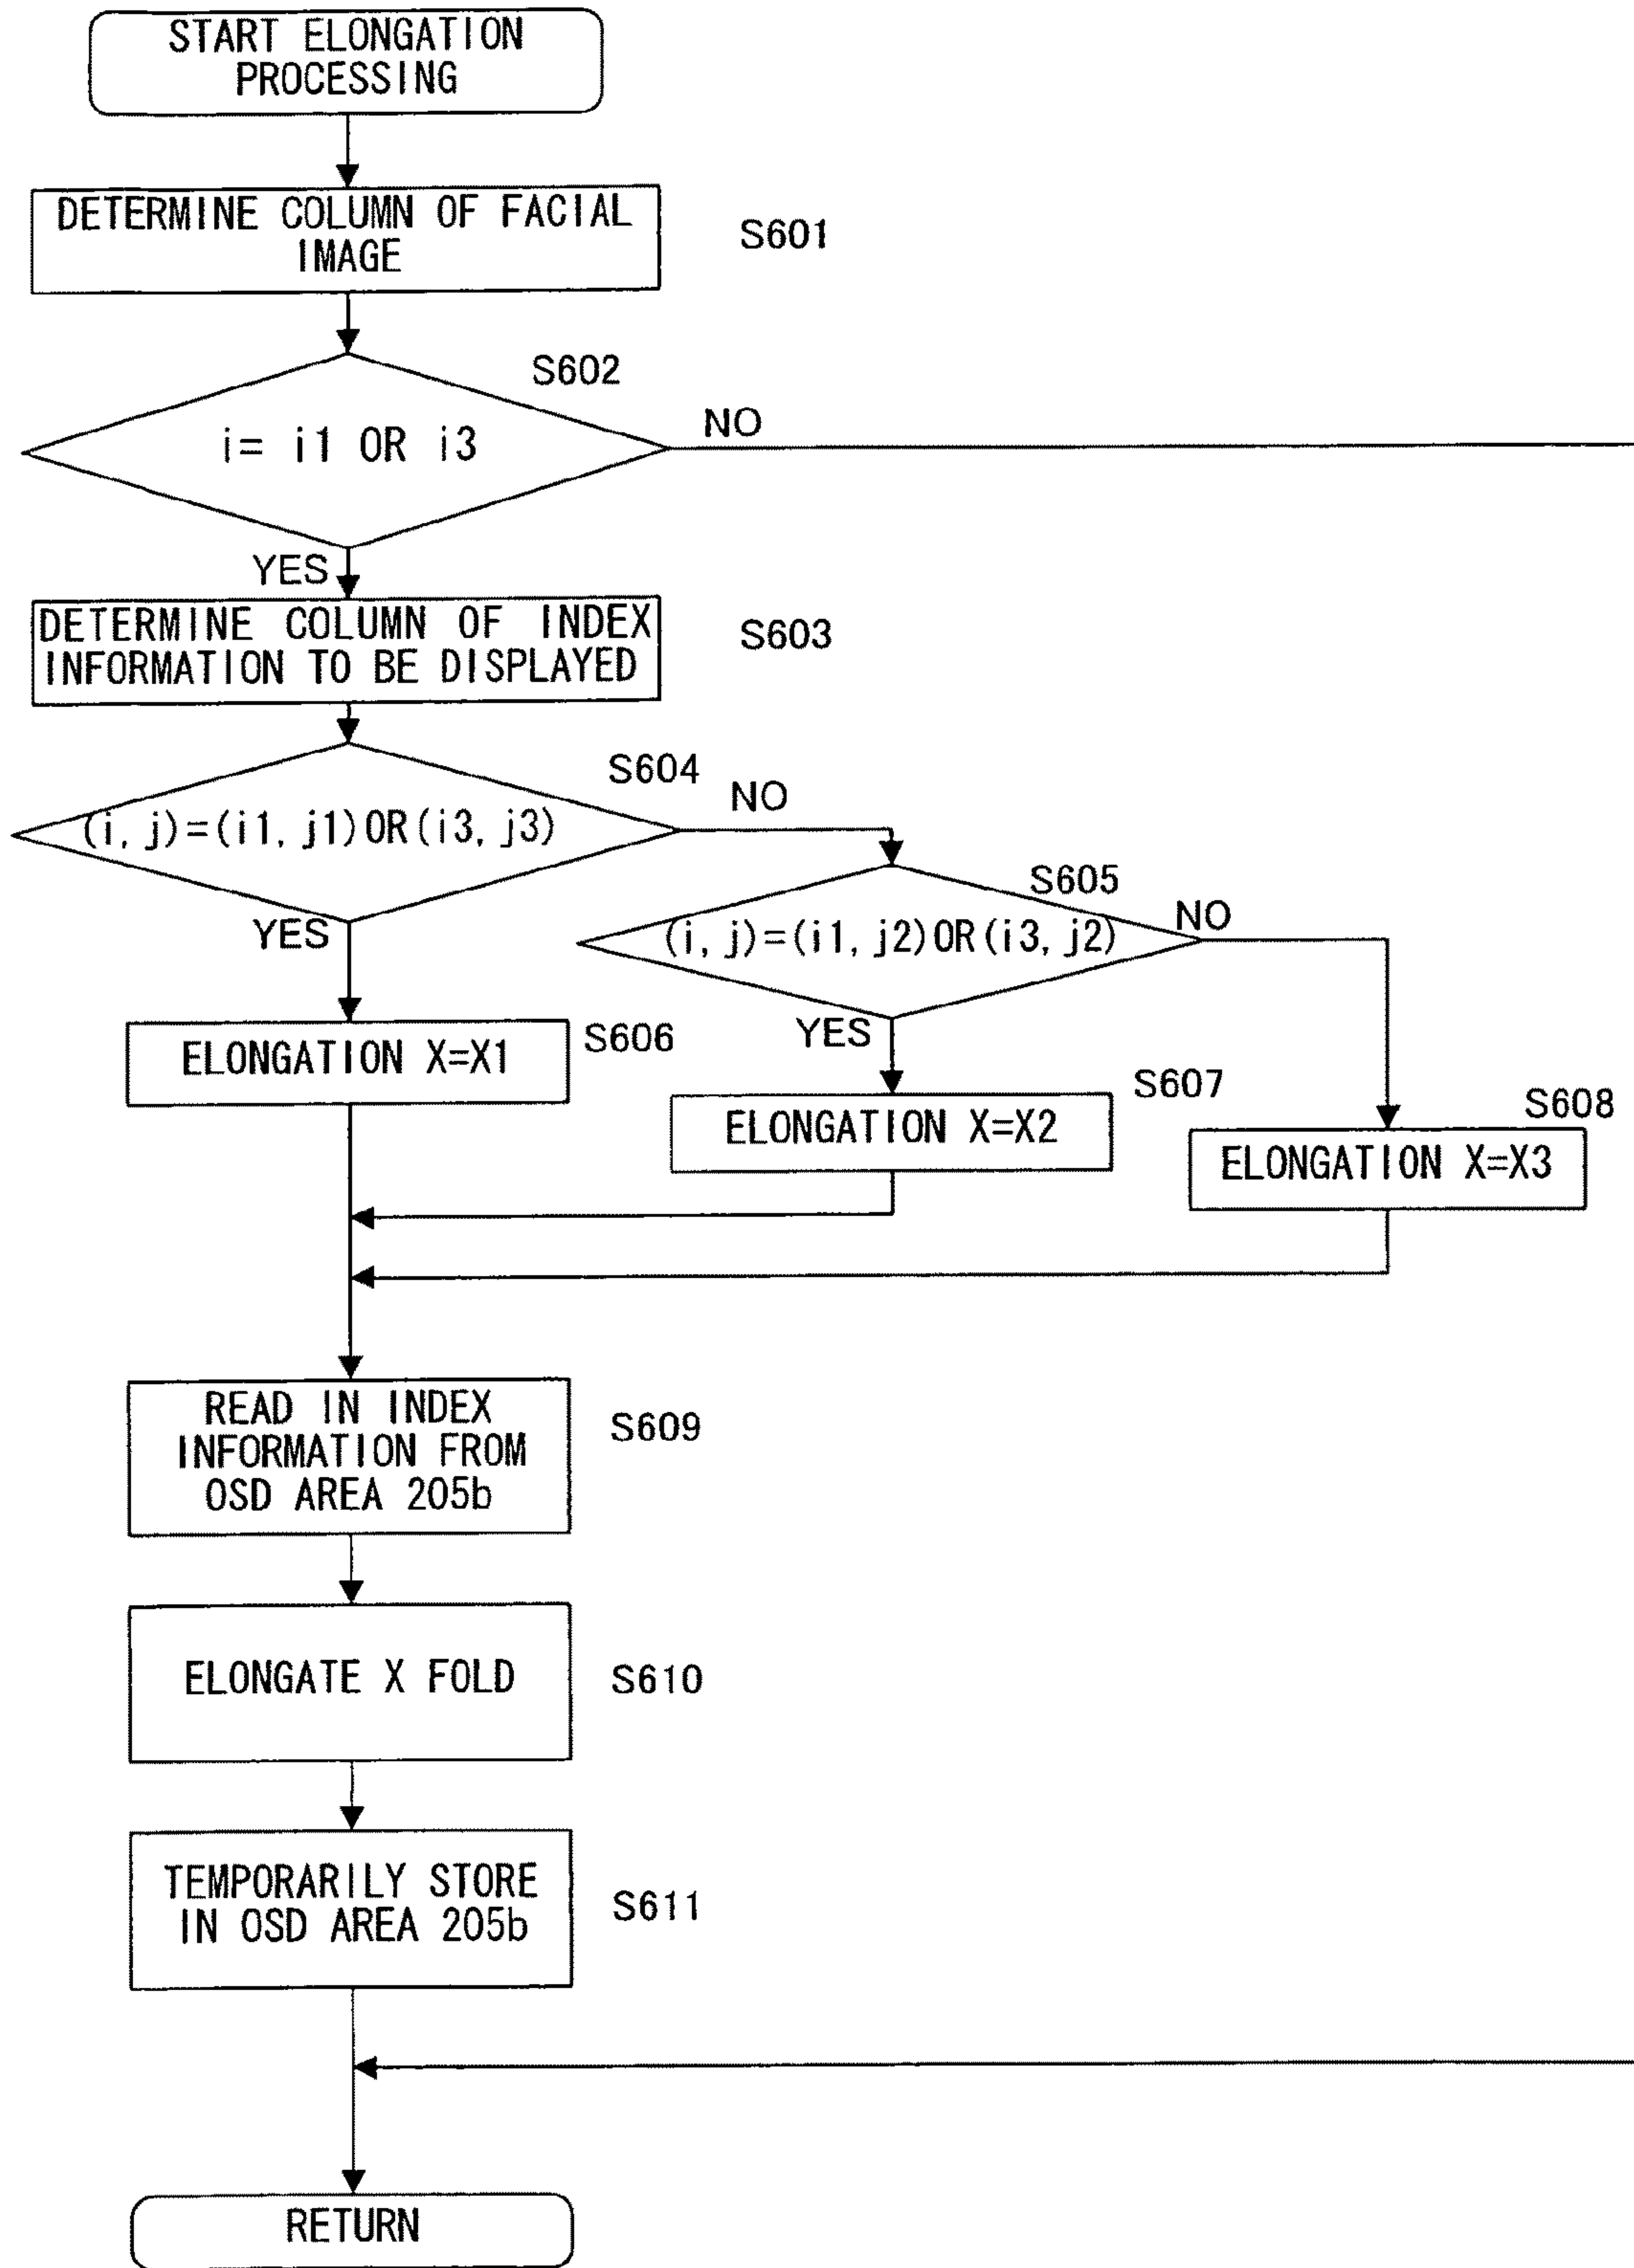 START ELONGATION
PROCESSING
DETERMINE COLUMN OF FACIAL
IMAGE
S601
S602
i= i1 OR i3
NO
YES
DETERMINE COLUMN OF INDEX
INFORMATION TO BE DISPLAYED
S603
S604
(i, j)=(i1, j1)OR(i3, j3)
NO
YES
S605
(i, j)=(i1, j2)OR(i3, j2)
NO
YES
ELONGATION X=X1
S606
ELONGATION X=X2
S607
ELONGATION X=X3
S608
READ IN INDEX
INFORMATION FROM
OSD AREA 205b
S609
ELONGATE X FOLD
S610
TEMPORARILY STORE
IN OSD AREA 205b
S611
RETURN